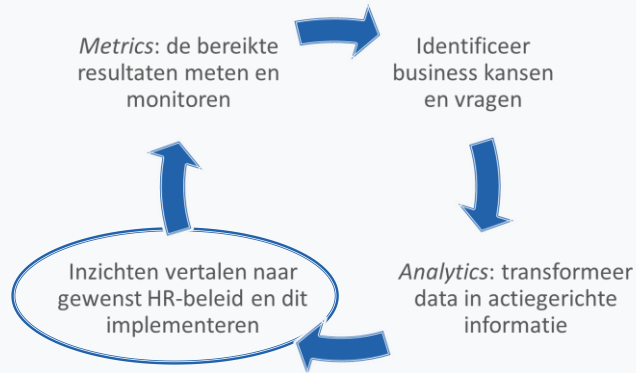 Metrics: de bereikte
resultaten meten en
monitoren
Identificeer
business kansen
en vragen
Analytics: transformeer
data in actiegerichte
informatie
Inzichten vertalen naar
gewenst HR-beleid en dit
implementeren